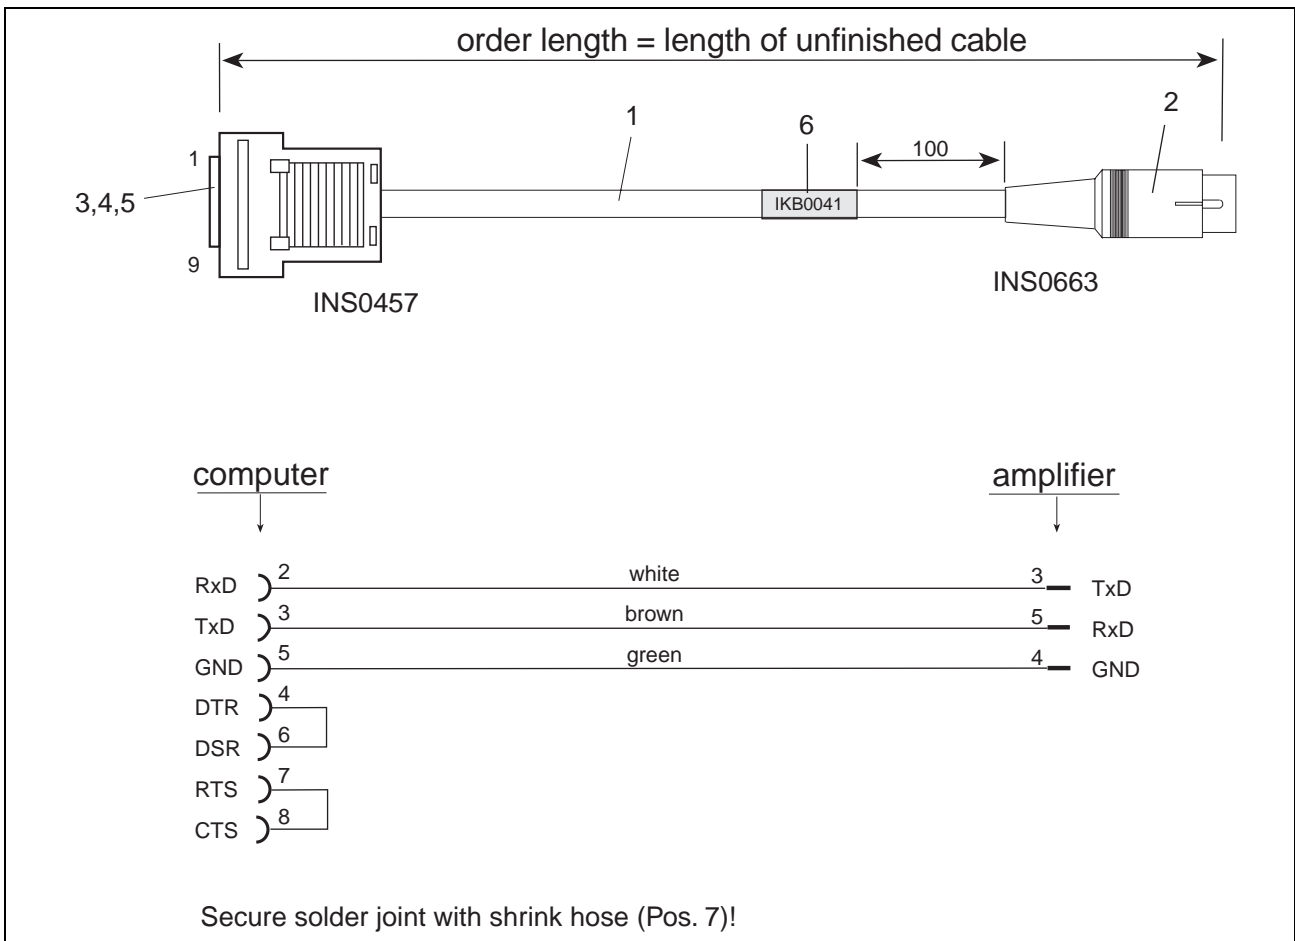 order length = length of unfinished cable
1
6
2
100
1
3,4,5
IKB0041
9
INS0457
INS0663
computer
amplifier
RxD 2 white 3 TxD
TxD 3 brown 5 RxD
GND 5 green 4 GND
DTR 4
DSR 6
RTS 7
CTS 8
Secure solder joint with shrink hose (Pos. 7)!